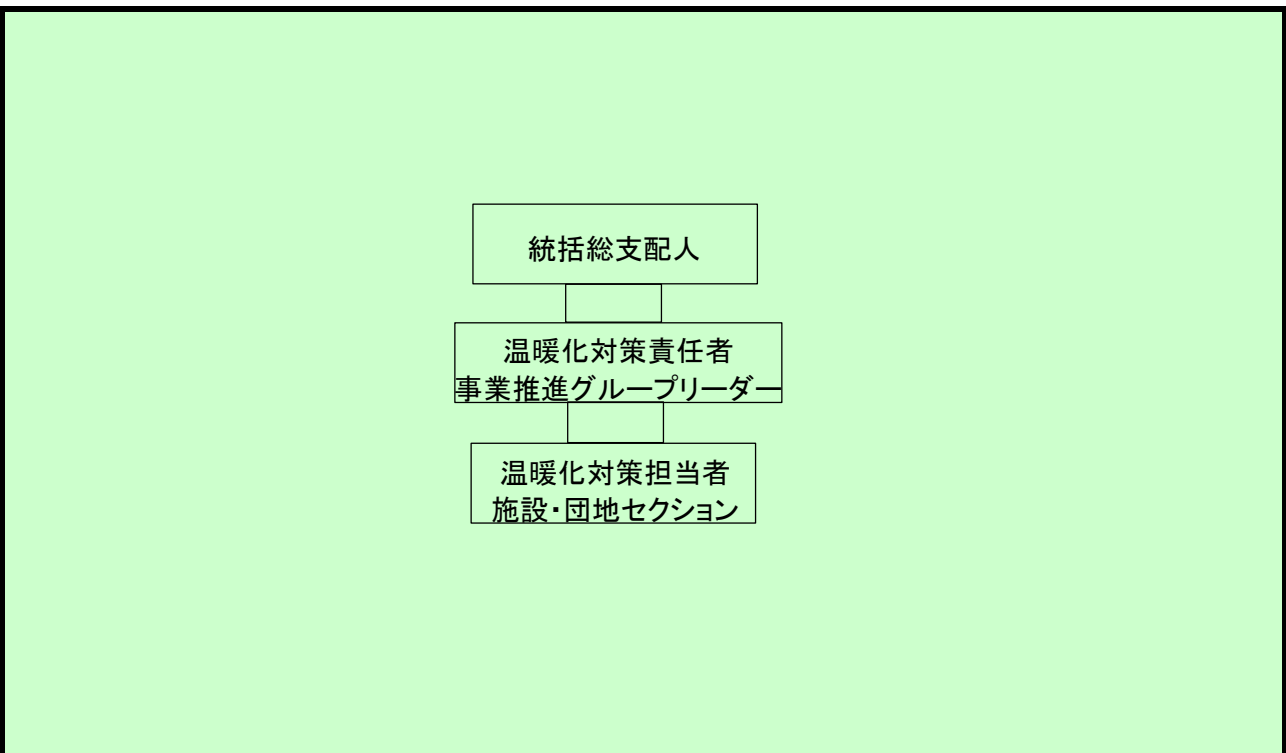 統括総支配人
温暖化対策責任者
事業推進グループリーダー
温暖化対策担当者
施設・団地セクション